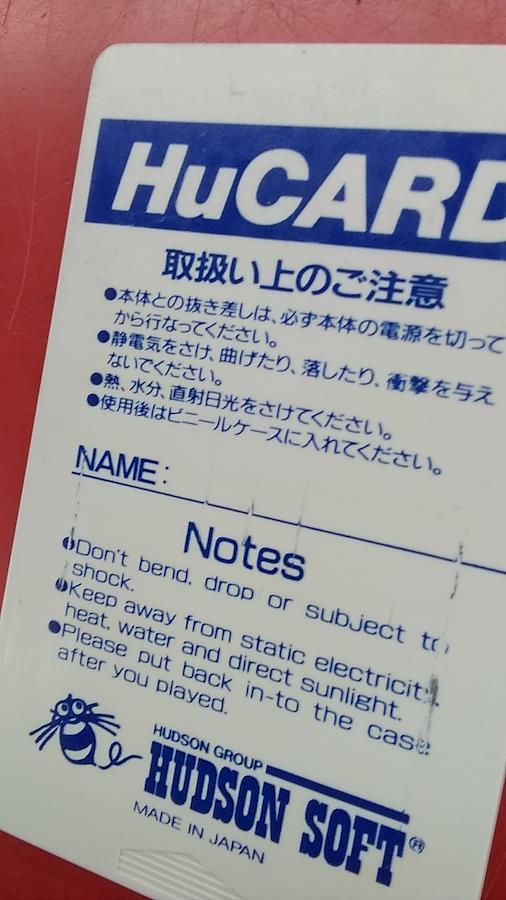 HuCARD
取扱い上のご注意
●本体との抜き差しは、必ず本体の電源を切って
から行なってください。
●静電気をさけ、曲げたり、落したり、衝撃を与え
ないでください。
●熱、水分、直射日光をさけてください。
●使用後はビニールケースに入れてください。
NAME:
Notes
●Don't bend, drop or subject to
shock.
●Keep away from static electricity.
heat, water and direct sunlight.
●Please put back in-to the case
after you played.
HUDSON GROUP
HUDSON SOFT®
MADE IN JAPAN